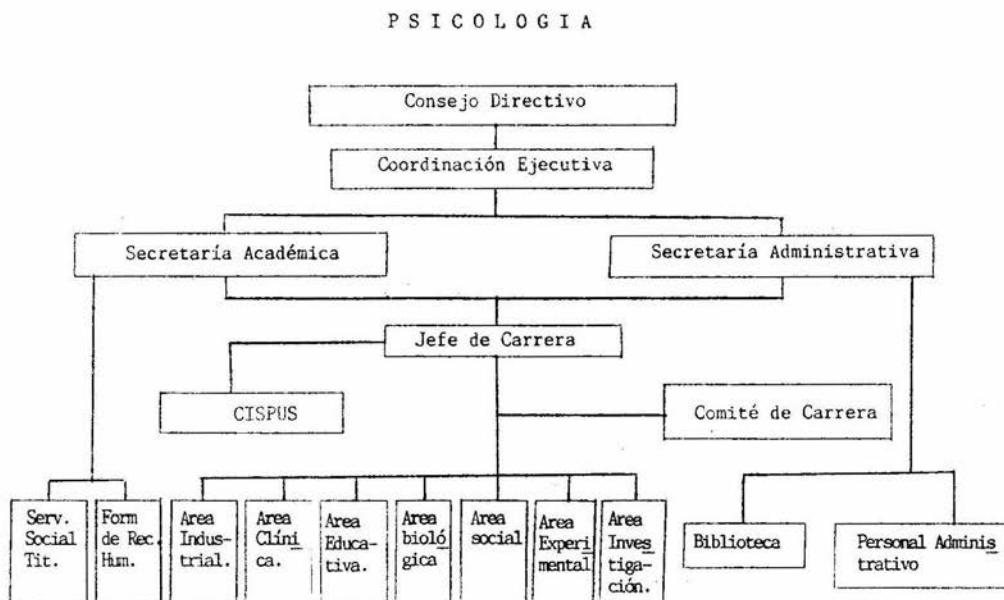 P S I C O L O G I A
Consejo Directivo
Coordinación Ejecutiva
Secretaría Académica
Secretaría Administrativa
Jefe de Carrera
CISPUS
Comité de Carrera
Serv.
Social
Tit.
Form
de Rec.
Hum.
Area
Indus-
trial.
Area
Clíni
ca.
Area
Educa-
tiva.
Area
bioló
gica
Area
social
Area
Experi
mental
Area
Inves
tiga-
ción.
Biblioteca
Personal Adminis
trativo